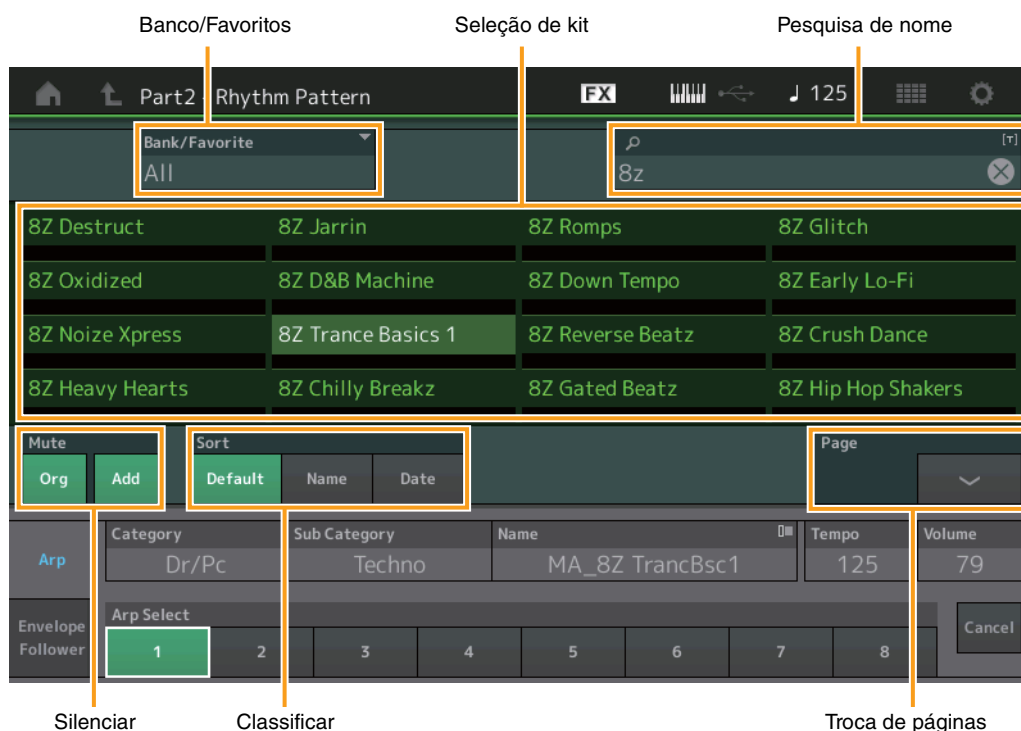 Banco/Favoritos
Seleção de kit
Pesquisa de nome
Part2 - Rhythm Pattern
FX
125
Bank/Favorite
All
[T]
8z
8Z Destruct
8Z Jarrin
8Z Romps
8Z Glitch
8Z Oxidized
8Z D&B Machine
8Z Down Tempo
8Z Early Lo-Fi
8Z Noize Xpress
8Z Trance Basics 1
8Z Reverse Beatz
8Z Crush Dance
8Z Heavy Hearts
8Z Chilly Breakz
8Z Gated Beatz
8Z Hip Hop Shakers
Mute
Sort
Page
Org
Add
Default
Name
Date
Arp
Category
Sub Category
Name
Tempo
Volume
Dr/Pc
Techno
MA_8Z TrancBsc1
125
79
Envelope
Follower
Arp Select
1
2
3
4
5
6
7
8
Cancel
Silenciar
Classificar
Troca de páginas